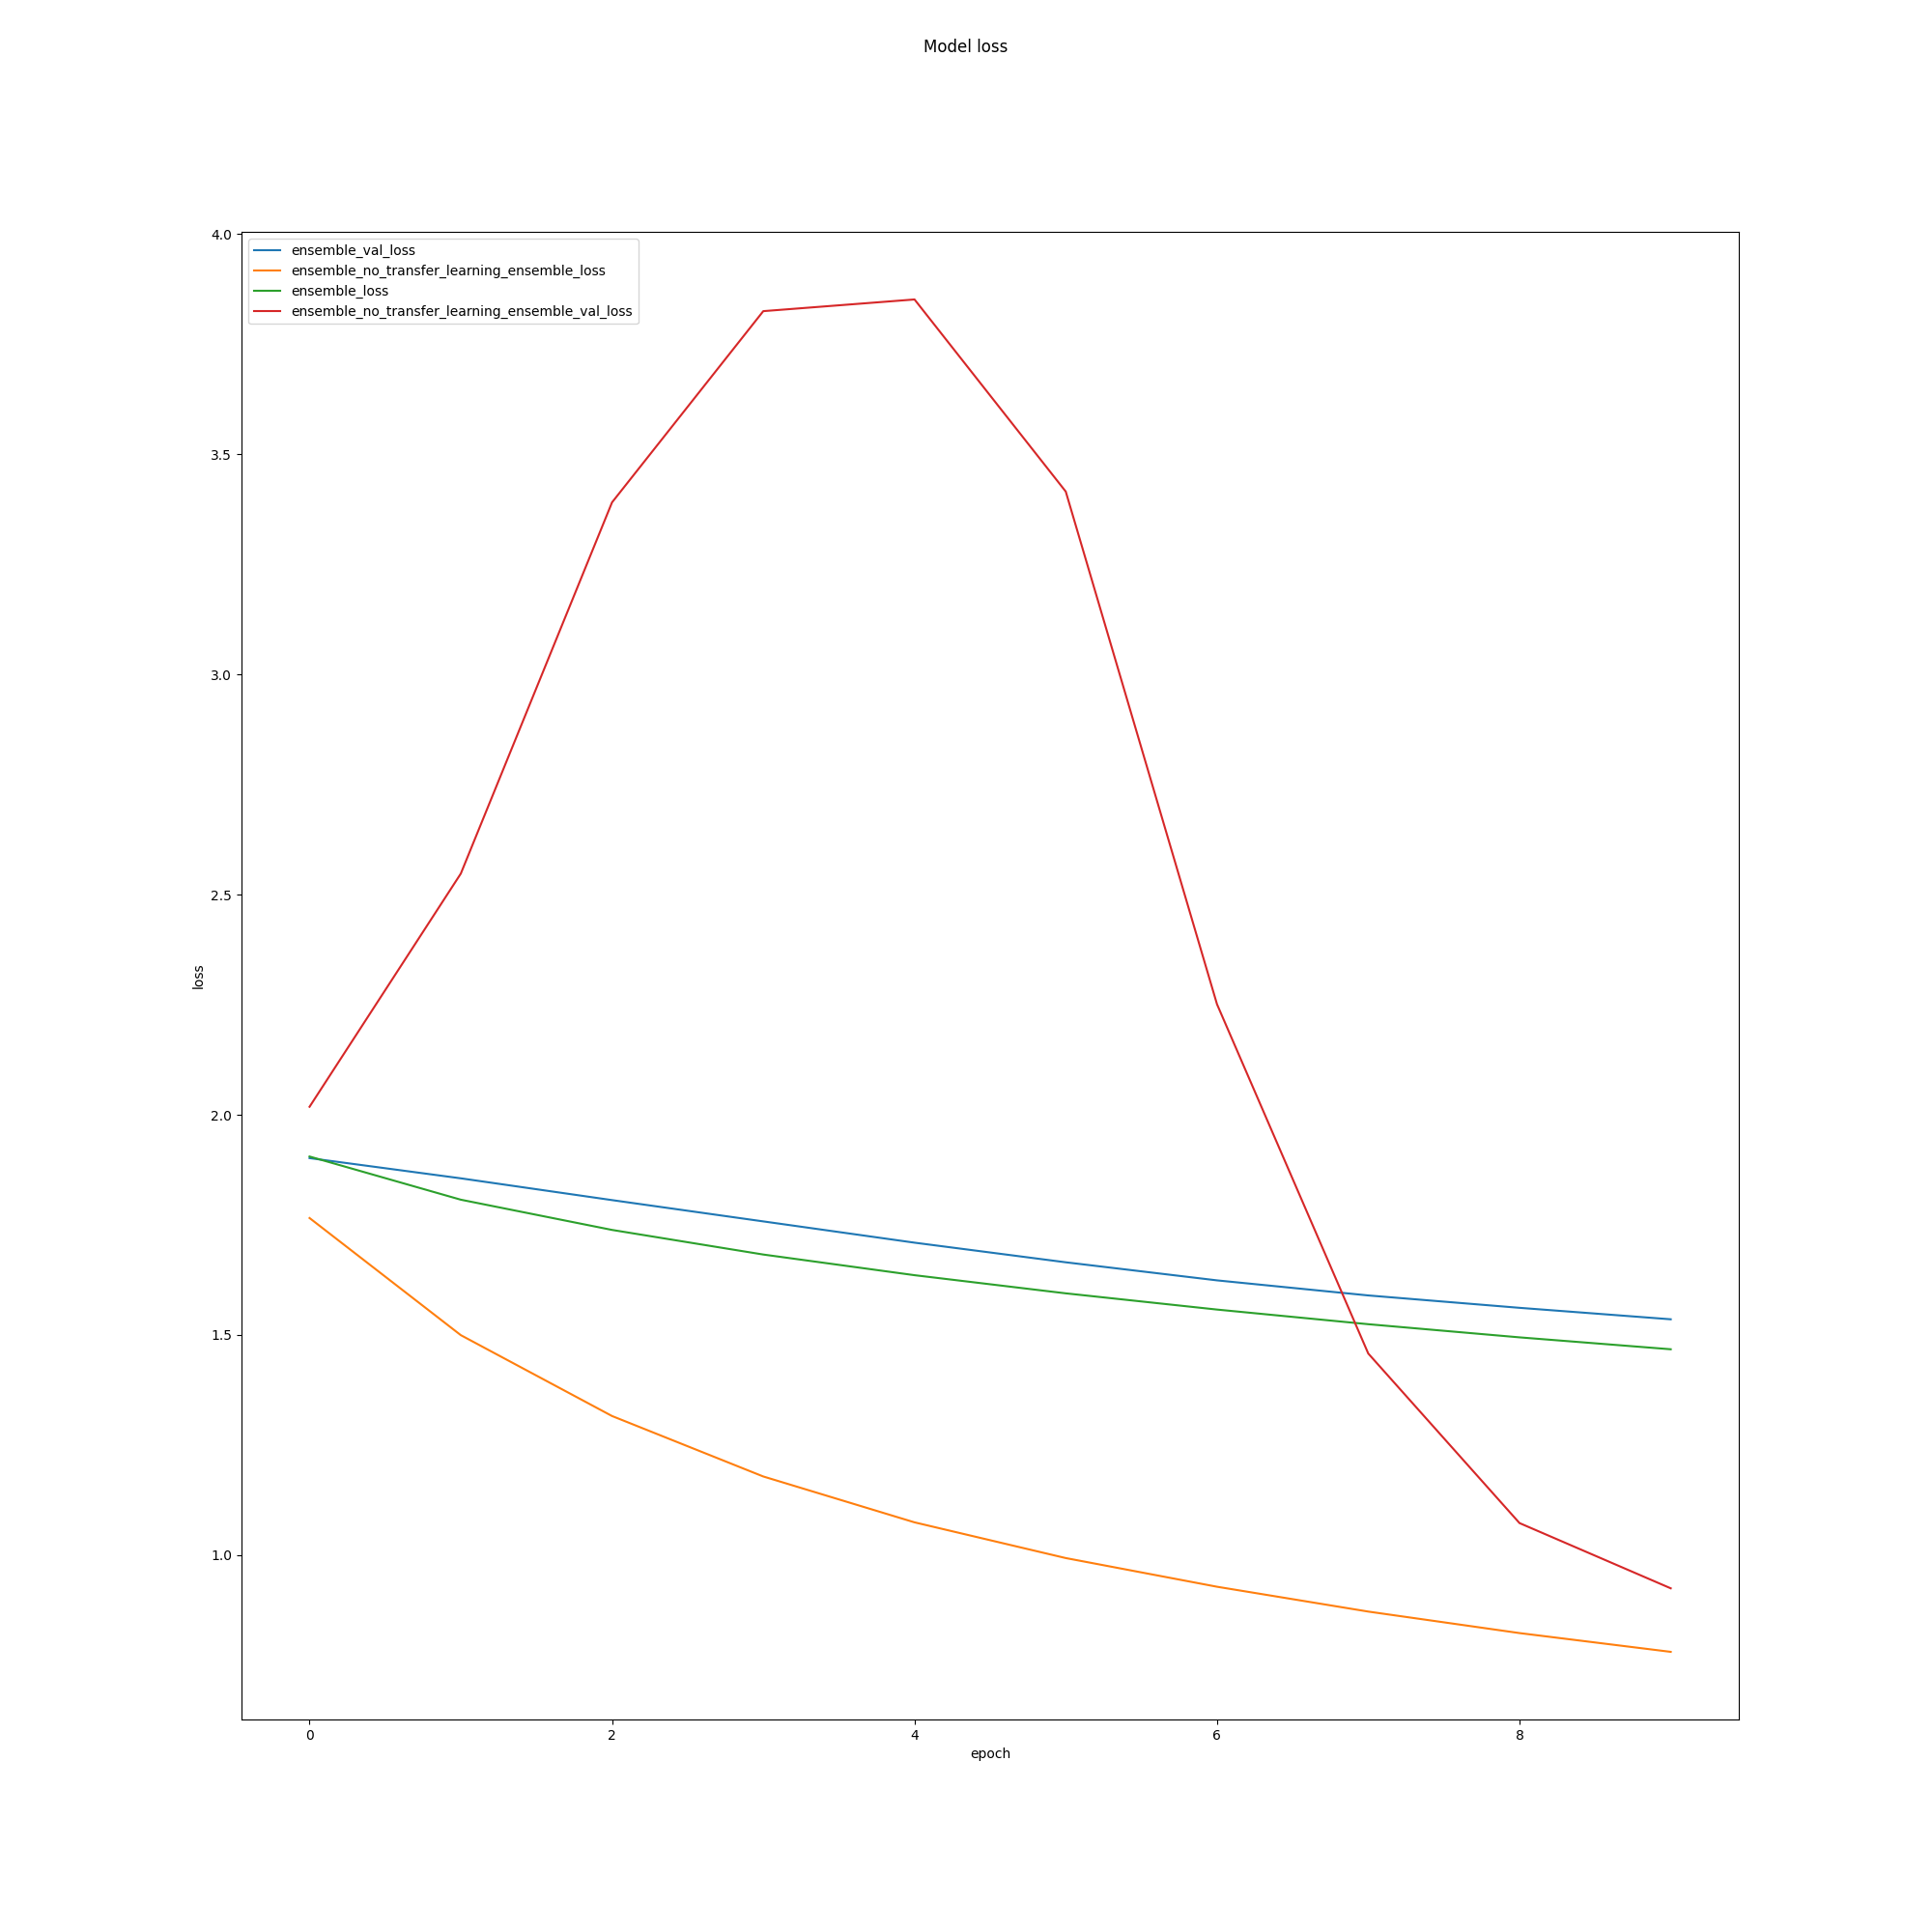 Model loss
ensemble_val_loss
ensemble_no_transfer_learning_ensemble_loss
ensemble_loss
ensemble_no_transfer_learning_ensemble_val_loss
4.0
3.5
3.0
2.5
2.0
1.5
1.0
loss
0 2 4 6 8
epoch